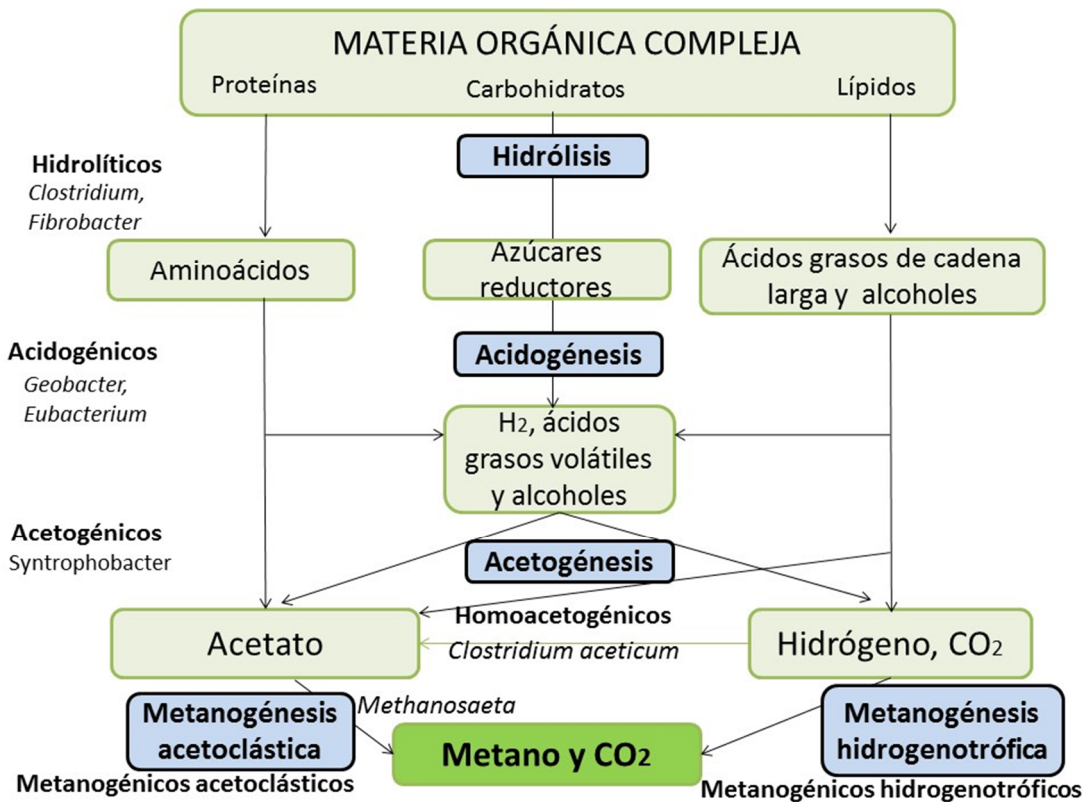 MATERIA ORGÁNICA COMPLEJA
Proteínas
Carbohidratos
Lípidos
Hidrolíticos
Clostridium,
Fibrobacter
Hidrólisis
Aminoácidos
Azúcares
reductores
Ácidos grasos de cadena
larga y alcoholes
Acidogénicos
Geobacter,
Eubacterium
Acidogénesis
H2, ácidos
grasos volátiles
y alcoholes
Acetogénicos
Syntrophobacter
Acetogénesis
Acetato
Homoacetogénicos
Clostridium aceticum
Hidrógeno, CO2
Metanogénesis
acetoclástica
Methanosaeta
Metano y CO2
Metanogénesis
hidrogenotrófica
Metanogénicos acetoclásticos
Metanogénicos hidrogenotróficos